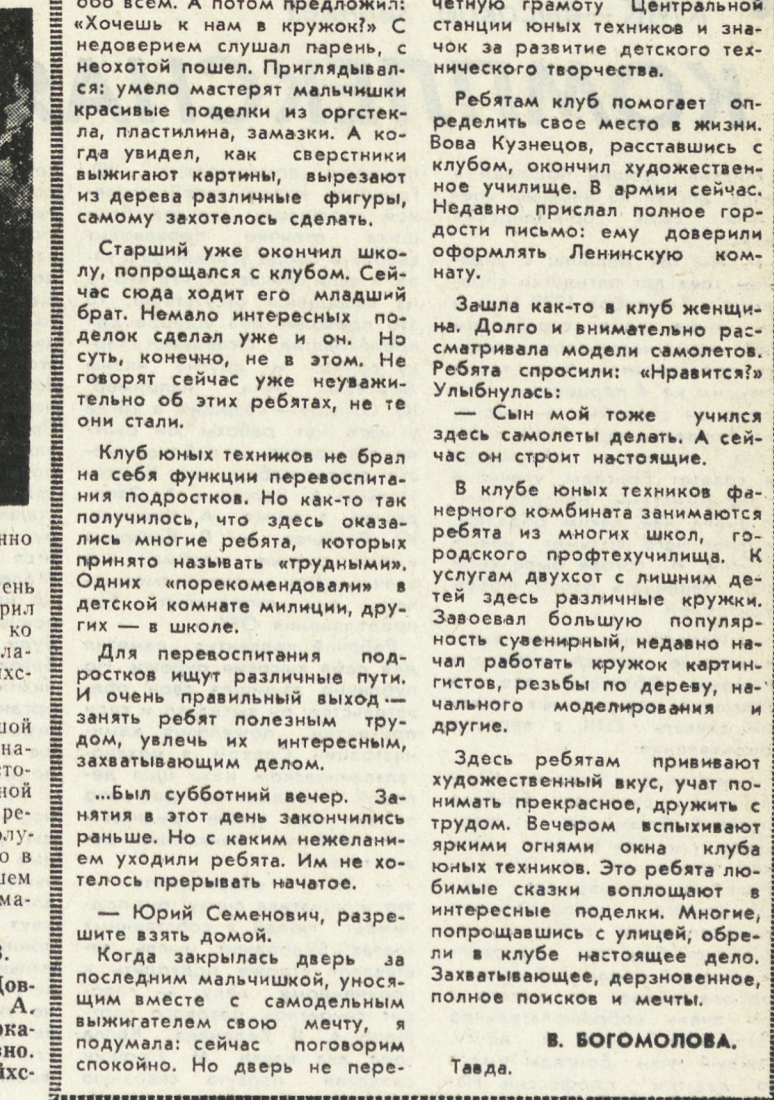 обо всем. А потом предложил:
«Хочешь к нам в кружок?» С
недоверием слушал парень, с
неохотой пошел. Приглядывал-
ся: умело мастерят мальчишки
красивые поделки из оргстек-
ла, пластилина, замазки. А ко-
гда увидел, как сверстники
выжигают картины, вырезают
из дерева различные фигуры,
самому захотелось сделать.
Старший уже окончил шко-
лу, попрощался с клубом. Сей-
час сюда ходит его младший
брат. Немало интересных по-
делок сделал уже и он. Но
суть, конечно, не в этом. Не
говорят сейчас уже неуважи-
тельно об этих ребятах, не те
они стали.
Клуб юных техников не брал
на себя функции перевоспита-
ния подростков. Но как-то так
получилось, что здесь оказа-
лись многие ребята, которых
принято называть «трудными».
Одних «порекомендовали» в
детской комнате милиции, дру-
гих — в школе.
Для перевоспитания под-
ростков ищут различные пути.
И очень правильный выход —
занять ребят полезным тру-
дом, увлечь их интересным,
захватывающим делом.
...Был субботний вечер. За-
нятия в этот день закончились
раньше. Но с каким нежелани-
ем уходили ребята. Им не хо-
телось прерывать начатое.
— Юрий Семенович, разре-
шите взять домой.
Когда закрылась дверь за
последним мальчишкой, унося-
щим вместе с самодельным
выжигателем свою мечту, я
подумала: сейчас поговорим
спокойно. Но дверь не пере-
четную грамоту Центральной
станции юных техников и зна-
чок за развитие детского тех-
нического творчества.
Ребятам клуб помогает оп-
ределить свое место в жизни.
Вова Кузнецов, расставшись с
клубом, окончил художествен-
ное училище. В армии сейчас.
Недавно прислал полное гор-
дости письмо: ему доверили
оформлять Ленинскую ком-
нату.
Зашла как-то в клуб женщи-
на. Долго и внимательно рас-
сматривала модели самолетов.
Ребята спросили: «Нравится?»
Улыбнулась:
— Сын мой тоже учился
здесь самолеты делать. А сей-
час он строит настоящие.
В клубе юных техников фа-
нерного комбината занимаются
ребята из многих школ, го-
родского профтехучилища. К
услугам двухсот с лишним де-
тей здесь различные кружки.
Завоевал большую популяр-
ность сувенирный, недавно на-
чал работать кружок картин-
гистов, резьбы по дереву, на-
чального моделирования и
другие.
Здесь ребятам прививают
художественный вкус, учат по-
нимать прекрасное, дружить с
трудом. Вечером вспыхивают
яркими огнями окна клуба
юных техников. Это ребята лю-
бимые сказки воплощают в
интересные поделки. Многие,
попрощавшись с улицей, обре-
ли в клубе настоящее дело.
Захватывающее, дерзновенное,
полное поисков и мечты.
В. БОГОМОЛОВА.
Тавда.